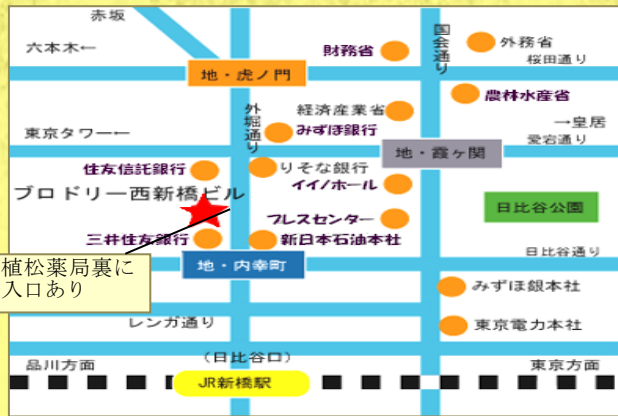 赤坂
六本木←
財務省
国会通り
外務省
桜田通り
地・虎ノ門
外堀通り
経済産業省
農林水産省
東京タワー←
みずほ銀行
→皇居
愛宕通り
地・霞ヶ関
住友信託銀行
りそな銀行
イイノホール
ブロドリー西新橋ビル
日比谷公園
プレスセンター
三井住友銀行
新日本石油本社
日比谷通り
植松薬局裏に
入口あり
地・内幸町
みずほ銀本社
レンガ通り
東京電力本社
品川方面
（日比谷口）
東京方面
JR新橋駅